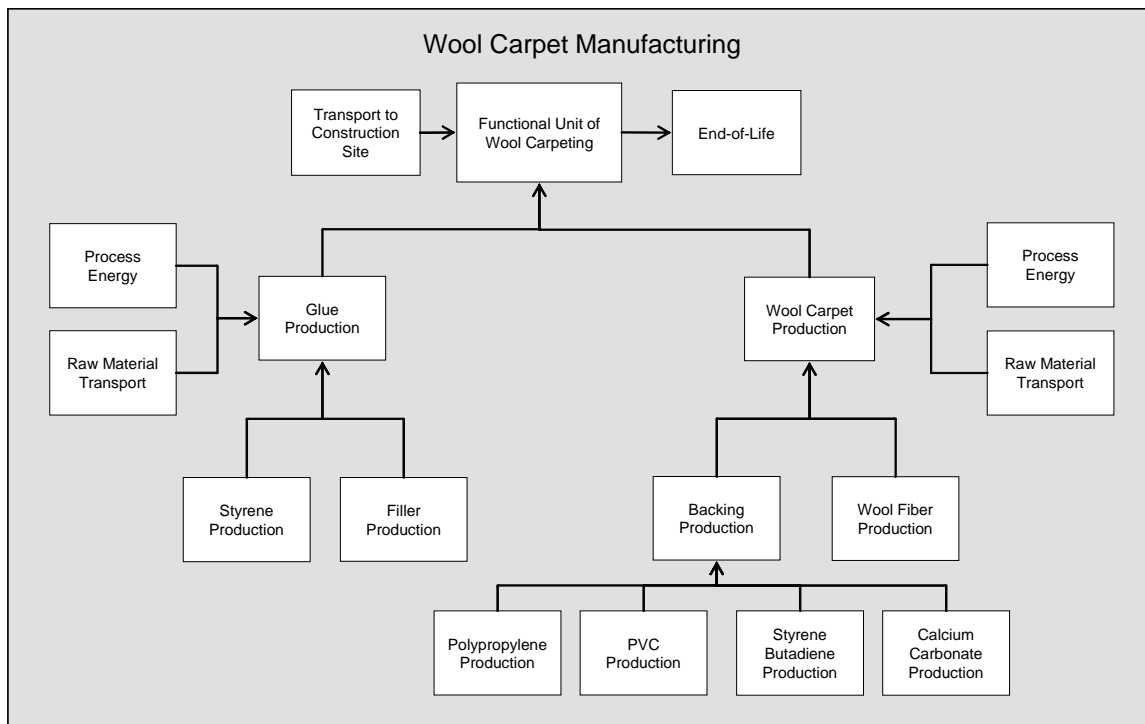 Wool Carpet Manufacturing
Transport to
Construction
Site
Functional Unit of
Wool Carpeting
End-of-Life
Process
Energy
Raw Material
Transport
Glue
Production
Wool Carpet
Production
Process
Energy
Raw Material
Transport
Styrene
Production
Filler
Production
Backing
Production
Wool Fiber
Production
Polypropylene
Production
PVC
Production
Styrene
Butadiene
Production
Calcium
Carbonate
Production